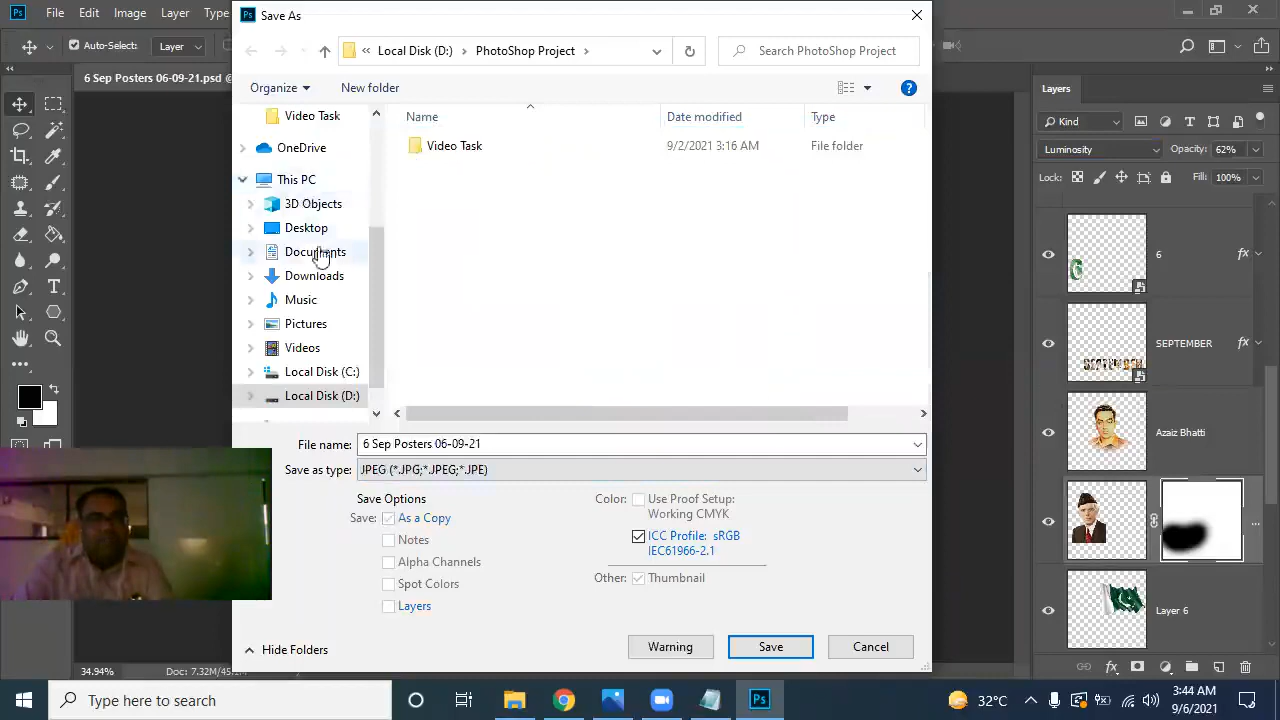 Ps File Edit Image Layer Type
Ps Save As
Auto-Select: Layer
« Local Disk (D:) › PhotoShop Project ›
Search PhotoShop Project
6 Sep Posters 06-09-21.psd @
Organize
New folder
Layers
Video Task
Name
Date modified
Type
Kind
OneDrive
Video Task
9/2/2021 3:16 AM
File folder
Luminosity
Opacity: 62%
This PC
Lock:
Fill: 100%
3D Objects
Desktop
Documents
6
fx
Downloads
Music
Pictures
Videos
SEPTEMBER
fx
Local Disk (C:)
Local Disk (D:)
File name: 6 Sep Posters 06-09-21
Azaiz Bhatti
Save as type: JPEG (*.JPG;*.JPEG;*.JPE)
Save Options
Save: As a Copy
Notes
Alpha Channels
Spot Colors
Layers
Color: Use Proof Setup:
Working CMYK
ICC Profile: sRGB
IEC61966-2.1
Other: Thumbnail
Layer 6
Hide Folders
Warning
Save
Cancel
34.94%
fx
Type here to search
Ps
32°C
9/6/2021